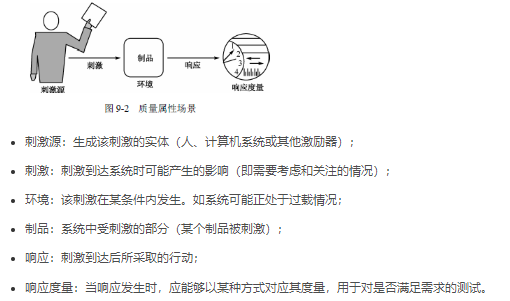 制品
刺激
响应
1
2
3
4
刺激源
环境
响应度量
图 9-2 质量属性场景
刺激源：生成该刺激的实体（人、计算机系统或其他激励器）；
刺激：刺激到达系统时可能产生的影响（即需要考虑和关注的情况）；
环境：该刺激在某条件内发生。如系统可能正处于过载情况；
制品：系统中受刺激的部分（某个制品被刺激）；
响应：刺激到达后所采取的行动；
响应度量：当响应发生时，应能够以某种方式对应其度量，用于对是否满足需求的测试。